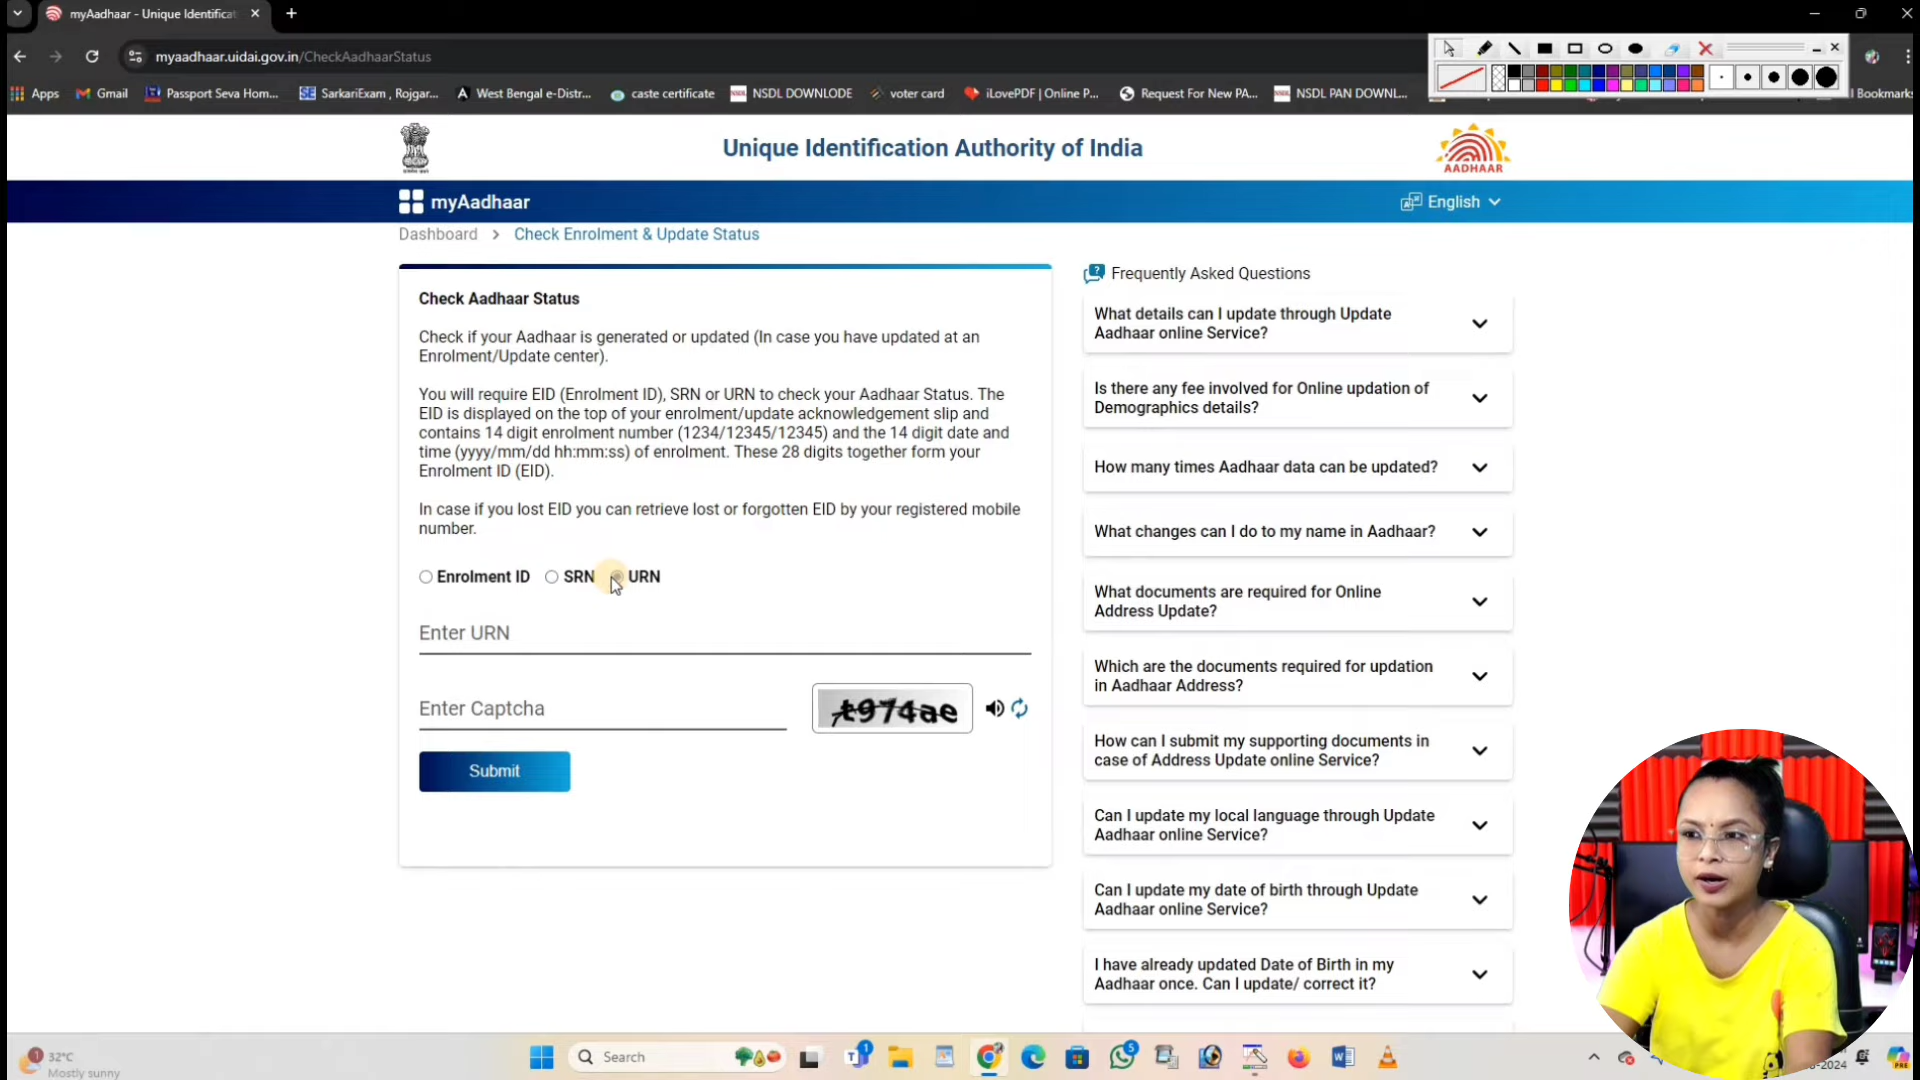 myAadhaar - Unique Identificat
myaadhaar.uidai.gov.in/CheckAadhaarStatus
Apps
Gmail
Passport Seva Hom...
SarkariExam , Rojgar...
West Bengal e-Distr...
caste certificate
NSDL DOWNLODE
voter card
iLovePDF | Online P...
Request For New PA...
NSDL PAN DOWNL...
Bookmarks
Unique Identification Authority of India
AADHAAR
myAadhaar
English
Dashboard > Check Enrolment & Update Status
Check Aadhaar Status
Check if your Aadhaar is generated or updated (In case you have updated at an
Enrolment/Update center).
You will require EID (Enrolment ID), SRN or URN to check your Aadhaar Status. The
EID is displayed on the top of your enrolment/update acknowledgement slip and
contains 14 digit enrolment number (1234/12345/12345) and the 14 digit date and
time (yyyy/mm/dd hh:mm:ss) of enrolment. These 28 digits together form your
Enrolment ID (EID).
In case if you lost EID you can retrieve lost or forgotten EID by your registered mobile
number.
Enrolment ID SRN URN
Enter URN
Enter Captcha
t974ae
Submit
Frequently Asked Questions
What details can I update through Update
Aadhaar online Service?
Is there any fee involved for Online updation of
Demographics details?
How many times Aadhaar data can be updated?
What changes can I do to my name in Aadhaar?
What documents are required for Online
Address Update?
Which are the documents required for updation
in Aadhaar Address?
How can I submit my supporting documents in
case of Address Update online Service?
Can I update my local language through Update
Aadhaar online Service?
Can I update my date of birth through Update
Aadhaar online Service?
I have already updated Date of Birth in my
Aadhaar once. Can I update/ correct it?
1
32°C
Mostly sunny
Search
1
5
-2024